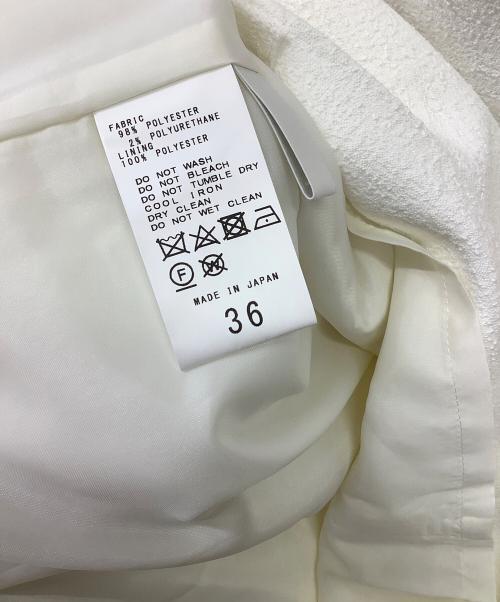 FABRIC
98% POLYESTER
2% POLYURETHANE
LINING
100% POLYESTER
DO NOT WASH
DO NOT BLEACH
DO NOT TUMBLE DRY
COOL IRON
DRY CLEAN
DO NOT WET CLEAN
F W
MADE IN JAPAN
36